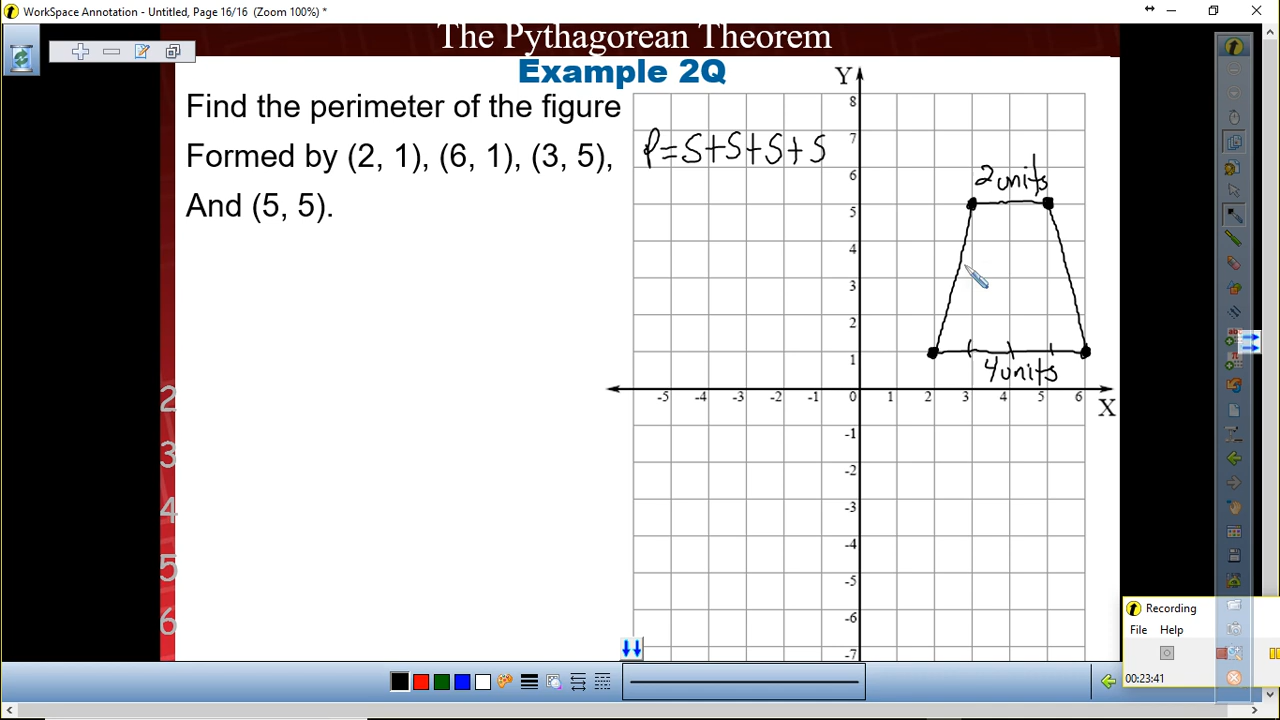 WorkSpace Annotation - Untitled, Page 16/16 (Zoom 100%) *
The Pythagorean Theorem
Example 2Q
Find the perimeter of the figure
Formed by (2, 1), (6, 1), (3, 5),
And (5, 5).
P=S+S+S+S
2 units
4 units
Y
8
7
6
5
4
3
2
1
-5 -4 -3 -2 -1 0 1 2 3 4 5 6
X
-1
-2
-3
-4
-5
-6
-7
2
3
4
5
6
Recording
File Help
00:23:41